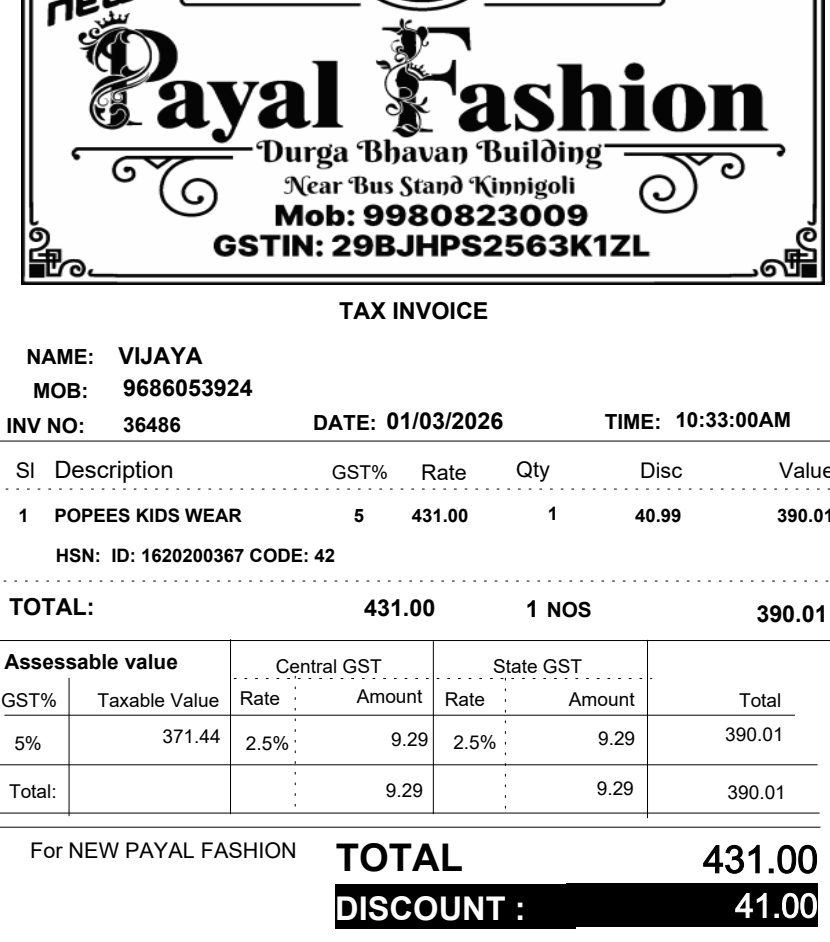 new
Payal Fashion
Durga Bhavan Building
Near Bus Stand Kinnigoli
Mob: 9980823009
GSTIN: 29BJHPS2563K1ZL
TAX INVOICE
NAME: VIJAYA
MOB: 9686053924
INV NO: 36486 DATE: 01/03/2026 TIME: 10:33:00AM
Sl Description GST% Rate Qty Disc Value
1 POPEES KIDS WEAR 5 431.00 1 40.99 390.01
HSN: ID: 1620200367 CODE: 42
TOTAL: 431.00 1 NOS 390.01
Assessable value Central GST State GST
GST% Taxable Value Rate Amount Rate Amount Total
5% 371.44 2.5% 9.29 2.5% 9.29 390.01
Total: 9.29 9.29 390.01
For NEW PAYAL FASHION TOTAL 431.00
DISCOUNT : 41.00